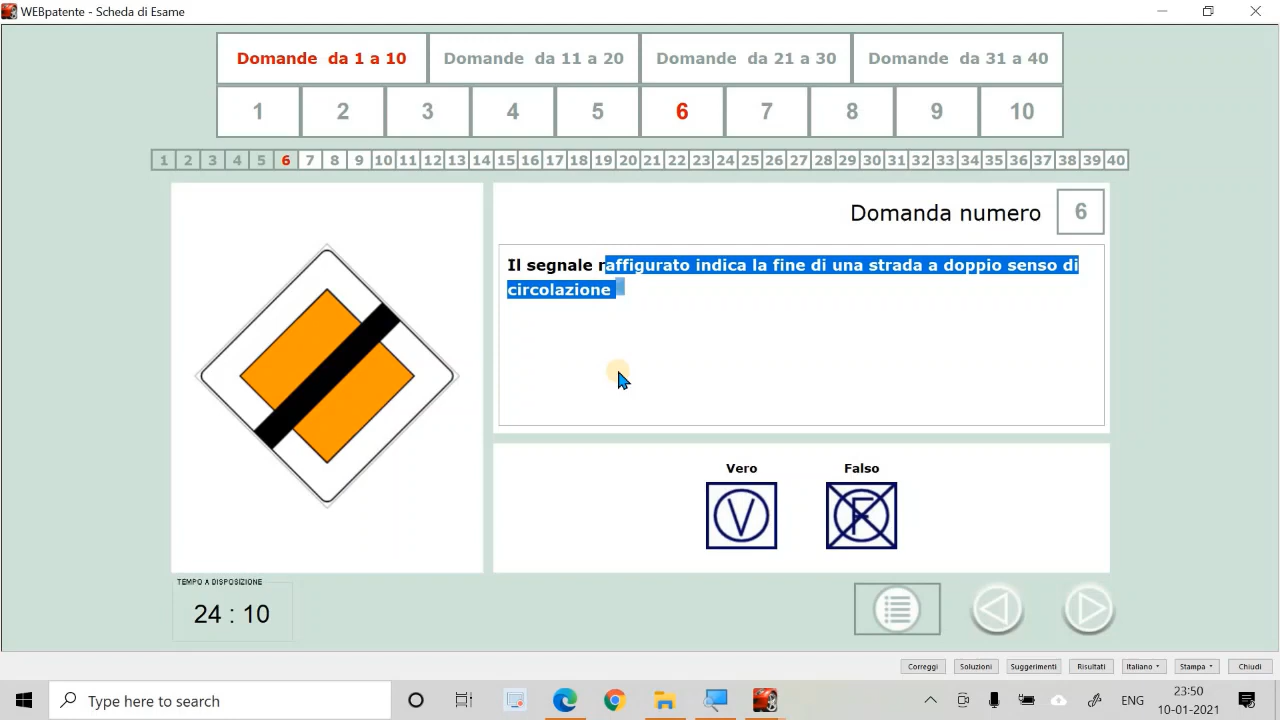 WEBpatente - Scheda di Esame
Domande da 1 a 10 Domande da 11 a 20 Domande da 21 a 30 Domande da 31 a 40
1 2 3 4 5 6 7 8 9 10
1 2 3 4 5 6 7 8 9 10 11 12 13 14 15 16 17 18 19 20 21 22 23 24 25 26 27 28 29 30 31 32 33 34 35 36 37 38 39 40
Domanda numero 6
Il segnale raffigurato indica la fine di una strada a doppio senso di
circolazione
Vero Falso
V F
TEMPO A DISPOSIZIONE
24 : 10
Correggi Soluzioni Suggerimenti Risultati Italiano Stampa Chiudi
Type here to search
ENG
23:50
10-01-2021